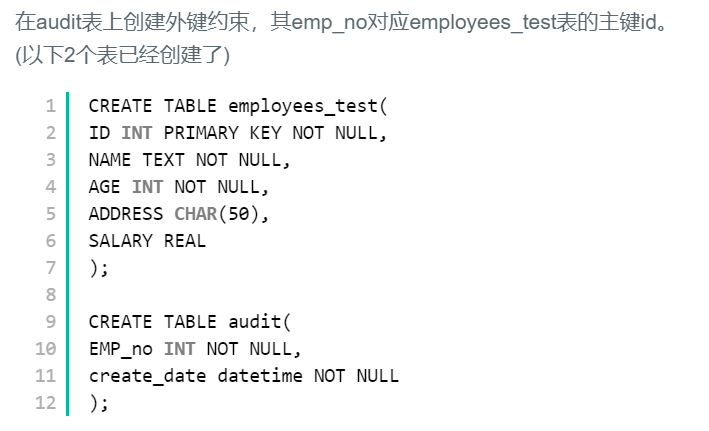 在audit表上创建外键约束，其emp_no对应employees_test表的主键id。
(以下2个表已经创建了)
1 CREATE TABLE employees_test(
2 ID INT PRIMARY KEY NOT NULL,
3 NAME TEXT NOT NULL,
4 AGE INT NOT NULL,
5 ADDRESS CHAR(50),
6 SALARY REAL
7 );
8
9 CREATE TABLE audit(
10 EMP_no INT NOT NULL,
11 create_date datetime NOT NULL
12 );